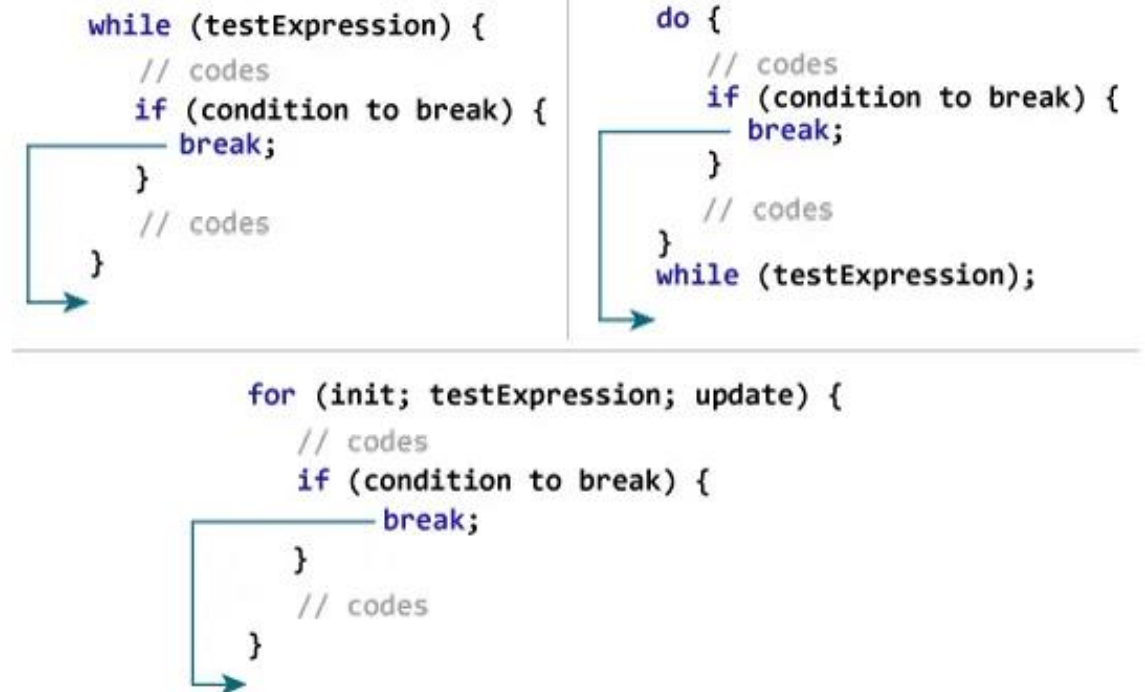 while (testExpression) {
// codes
if (condition to break) {
break;
}
// codes
}
do {
// codes
if (condition to break) {
break;
}
// codes
}
while (testExpression);
for (init; testExpression; update) {
// codes
if (condition to break) {
break;
}
// codes
}